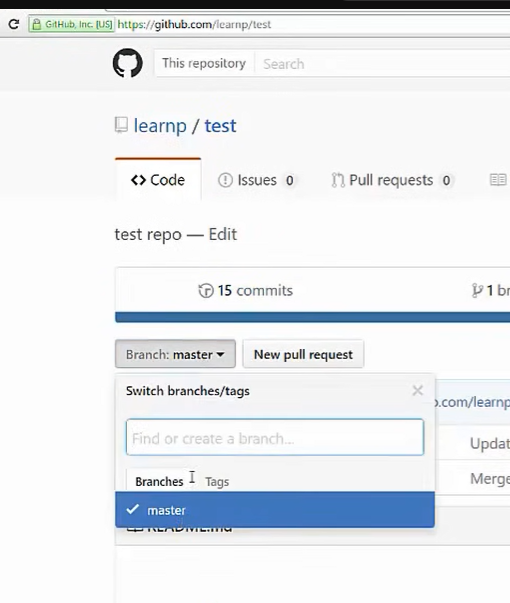 GitHub, Inc. [US] https://github.com/learnp/test
This repository Search
learnp / test
Code Issues 0 Pull requests 0
test repo — Edit
15 commits 1 br
Branch: master New pull request
Switch branches/tags
Find or create a branch...
.com/learnp
Branches Tags
Updat
master
Merge
README.md